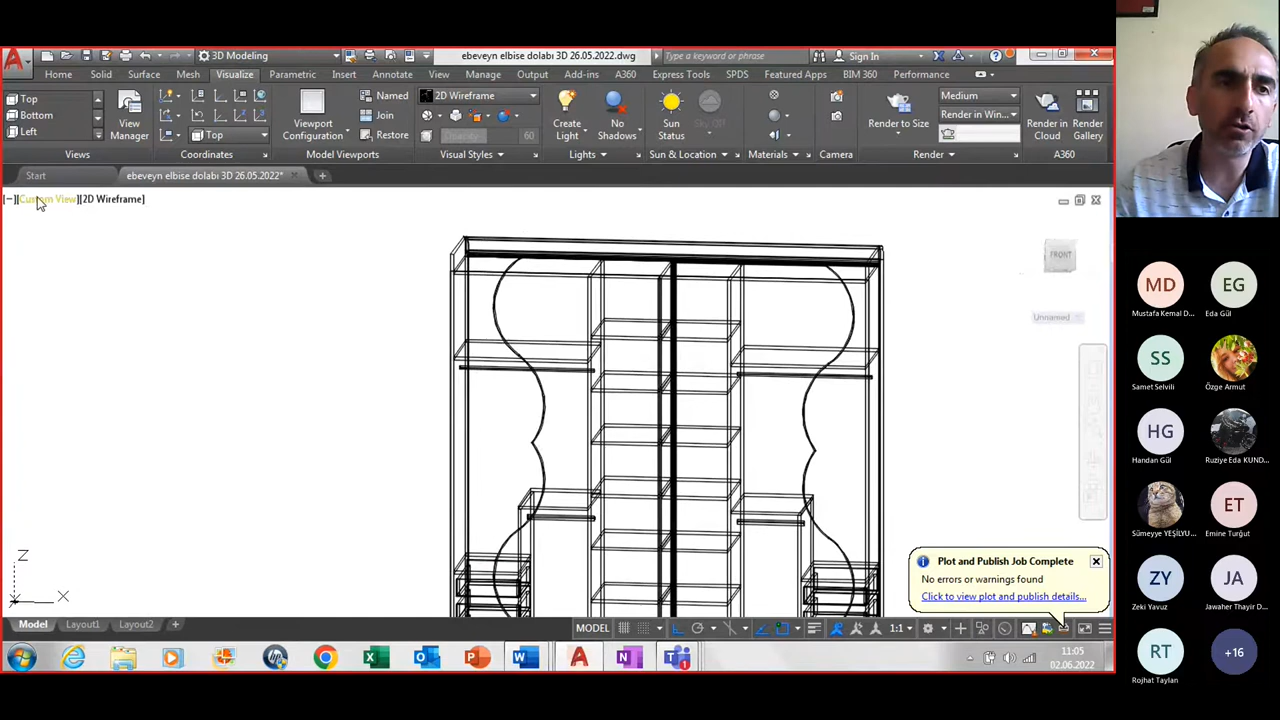 3D Modeling
ebeveyn elbise dolabı 3D 26.05.2022.dwg
Type a keyword or phrase
Sign In
Home Solid Surface Mesh Visualize Parametric Insert Annotate View Manage Output Add-ins A360 Express Tools SPDS Featured Apps BIM 360 Performance
Top
Bottom
Left
View
Manager
Top
Viewport
Configuration
Named
Join
Restore
2D Wireframe
Opacity 60
Create
Light
No
Shadows
Sun
Status
Sky Off
Render to Size
Medium
Render in Win...
Render in
Cloud
Render
Gallery
Views Coordinates Model Viewports Visual Styles Lights Sun & Location Materials Camera Render A360
Start
ebeveyn elbise dolabı 3D 26.05.2022*
[−][Custom View][2D Wireframe]
FRONT
Unnamed
Z
X
Plot and Publish Job Complete
No errors or warnings found
Click to view plot and publish details...
Model Layout1 Layout2
MODEL
1:1
11:05
02.06.2022
MD
Mustafa Kemal D...
EG
Eda Gül
SS
Samet Selvili
Özge Armut
HG
Handan Gül
Ruziye Eda KUND...
Sümeyye YEŞİLYU...
ET
Emine Turğut
ZY
Zeki Yavuz
JA
Jawaher Thayir D...
RT
Rojhat Taylan
+16